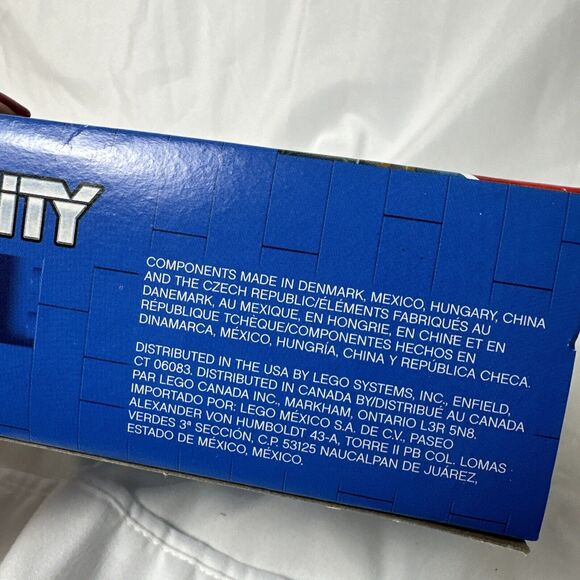 ITY
COMPONENTS MADE IN DENMARK, MEXICO, HUNGARY, CHINA
AND THE CZECH REPUBLIC/ÉLÉMENTS FABRIQUÉS AU
DANEMARK, AU MEXIQUE, EN HONGRIE, EN CHINE ET EN
RÉPUBLIQUE TCHÈQUE/COMPONENTES HECHOS EN
DINAMARCA, MÉXICO, HUNGRÍA, CHINA Y REPÚBLICA CHECA.
DISTRIBUTED IN THE USA BY LEGO SYSTEMS, INC., ENFIELD,
CT 06083. DISTRIBUTED IN CANADA BY/DISTRIBUÉ AU CANADA
PAR LEGO CANADA INC., MARKHAM, ONTARIO L3R 5N8.
IMPORTADO POR: LEGO MÉXICO S.A. DE C.V., PASEO
ALEXANDER VON HUMBOLDT 43-A, TORRE II PB COL. LOMAS
VERDES 3ª SECCIÓN, C.P. 53125 NAUCALPAN DE JUÁREZ,
ESTADO DE MÉXICO, MÉXICO.